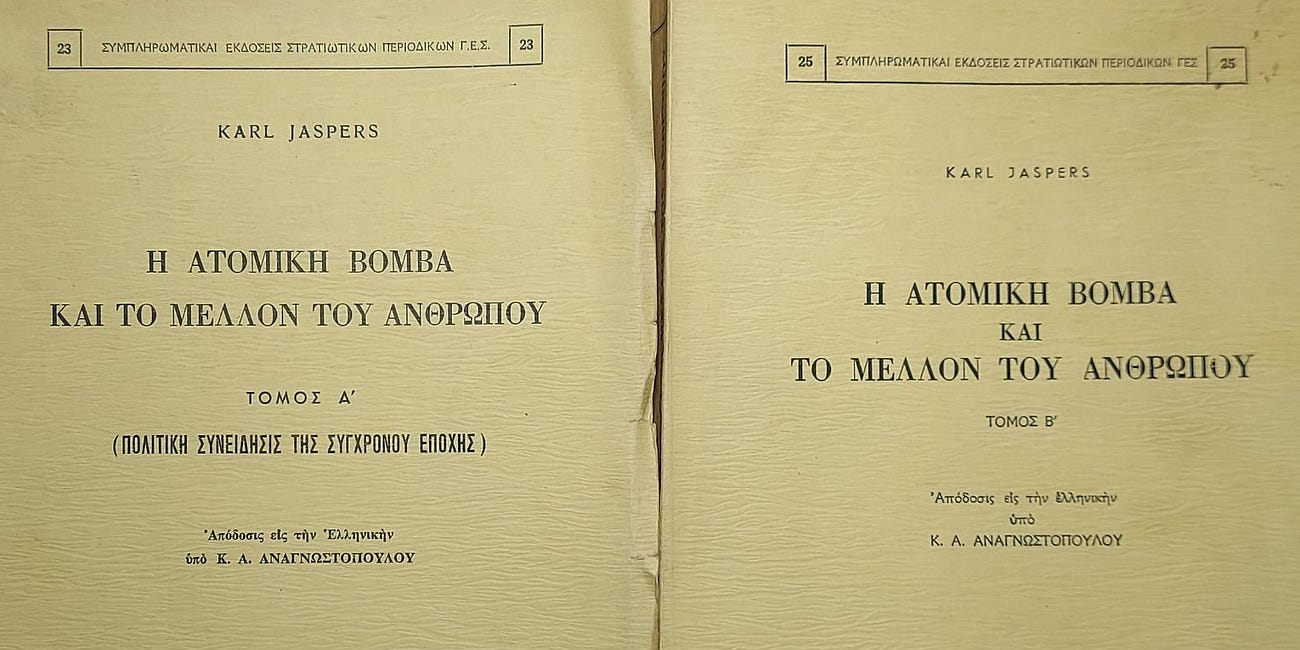 23 ΣΥΜΠΛΗΡΩΜΑΤΙΚΑΙ ΕΚΔΟΣΕΙΣ ΣΤΡΑΤΙΩΤΙΚΩΝ ΠΕΡΙΟΔΙΚΩΝ Γ.Ε.Σ. 23
KARL JASPERS
Η ΑΤΟΜΙΚΗ ΒΟΜΒΑ
ΚΑΙ ΤΟ ΜΕΛΛΟΝ ΤΟΥ ΑΝΘΡΩΠΟΥ
ΤΟΜΟΣ Α′
(ΠΟΛΙΤΙΚΗ ΣΥΝΕΙΔΗΣΙΣ ΤΗΣ ΣΥΓΧΡΟΝΟΥ ΕΠΟΧΗΣ)
Ἀπόδοσις εἰς τὴν Ἑλληνικὴν
ὑπὸ Κ. Α. ΑΝΑΓΝΩΣΤΟΠΟΥΛΟΥ
25 ΣΥΜΠΛΗΡΩΜΑΤΙΚΑΙ ΕΚΔΟΣΕΙΣ ΣΤΡΑΤΙΩΤΙΚΩΝ ΠΕΡΙΟΔΙΚΩΝ ΓΕΣ 25
KARL JASPERS
Η ΑΤΟΜΙΚΗ ΒΟΜΒΑ
ΚΑΙ
ΤΟ ΜΕΛΛΟΝ ΤΟΥ ΑΝΘΡΩΠΟΥ
ΤΟΜΟΣ Β′
Ἀπόδοσις εἰς τὴν ἑλληνικὴν
ὑπὸ
Κ. Α. ΑΝΑΓΝΩΣΤΟΠΟΥΛΟΥ